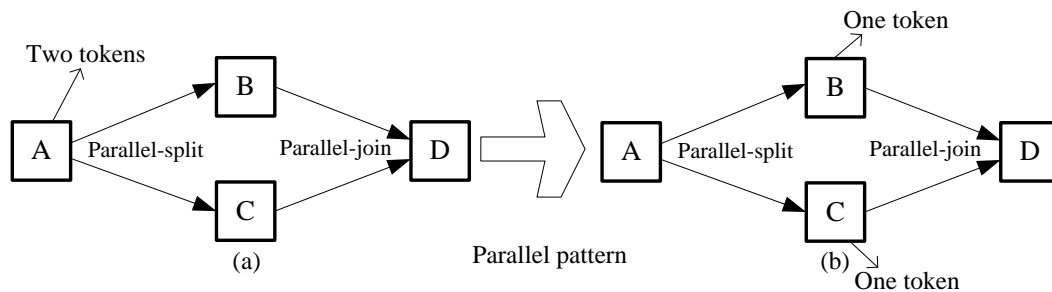 One token
Two tokens
B
B
A
Parallel-split
Parallel-join
D
A
Parallel-split
Parallel-join
D
C
C
(a)
Parallel pattern
(b)
One token